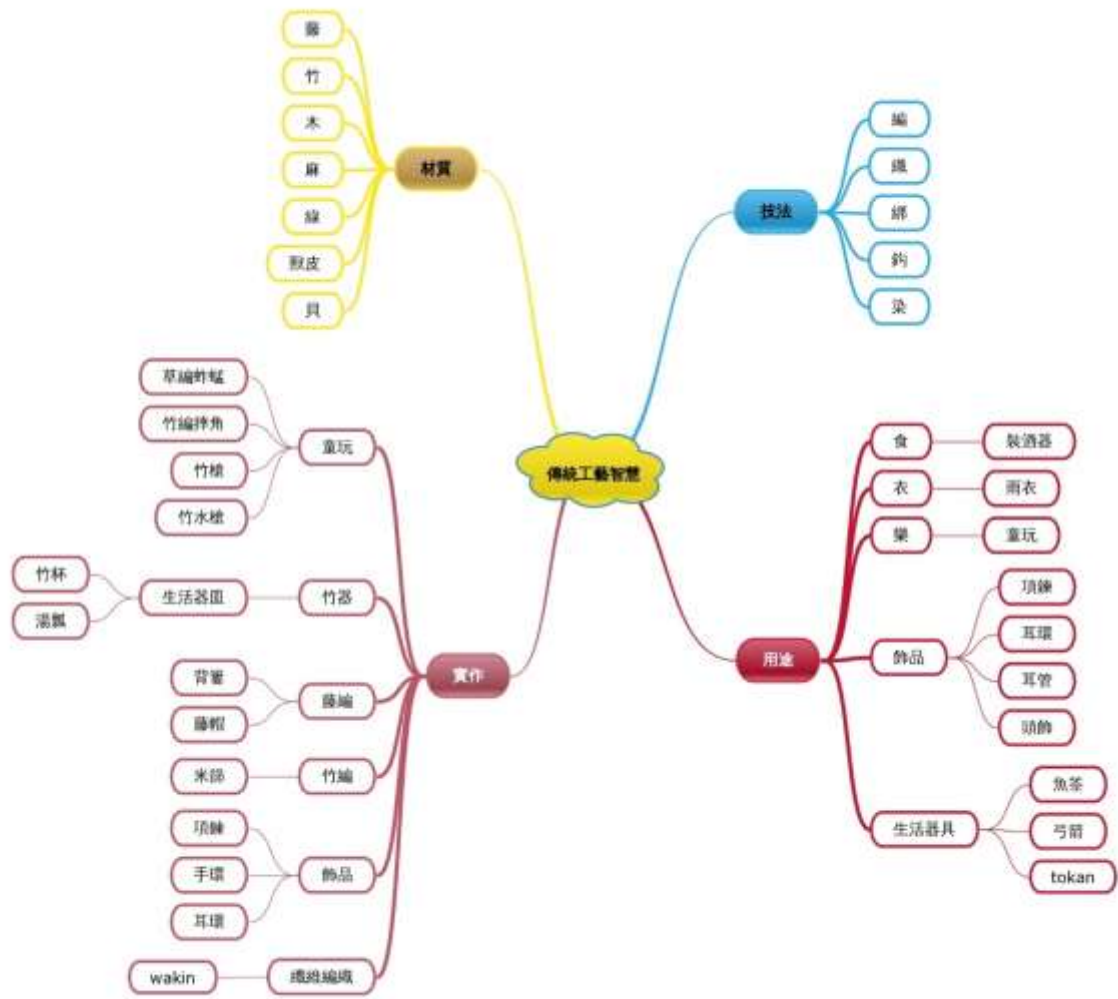 傳統工藝智慧
材質
藤
竹
木
麻
線
獸皮
貝
技法
編
織
綁
鈎
染
用途
食
裝酒器
衣
雨衣
樂
童玩
飾品
項鍊
耳環
耳管
頭飾
生活器具
魚筌
弓箭
tokan
實作
童玩
草編蚱蜢
竹編摔角
竹槍
竹水槍
竹器
生活器皿
竹杯
湯瓢
藤編
背簍
藤帽
竹編
米篩
飾品
項鍊
手環
耳環
纖維編織
wakin